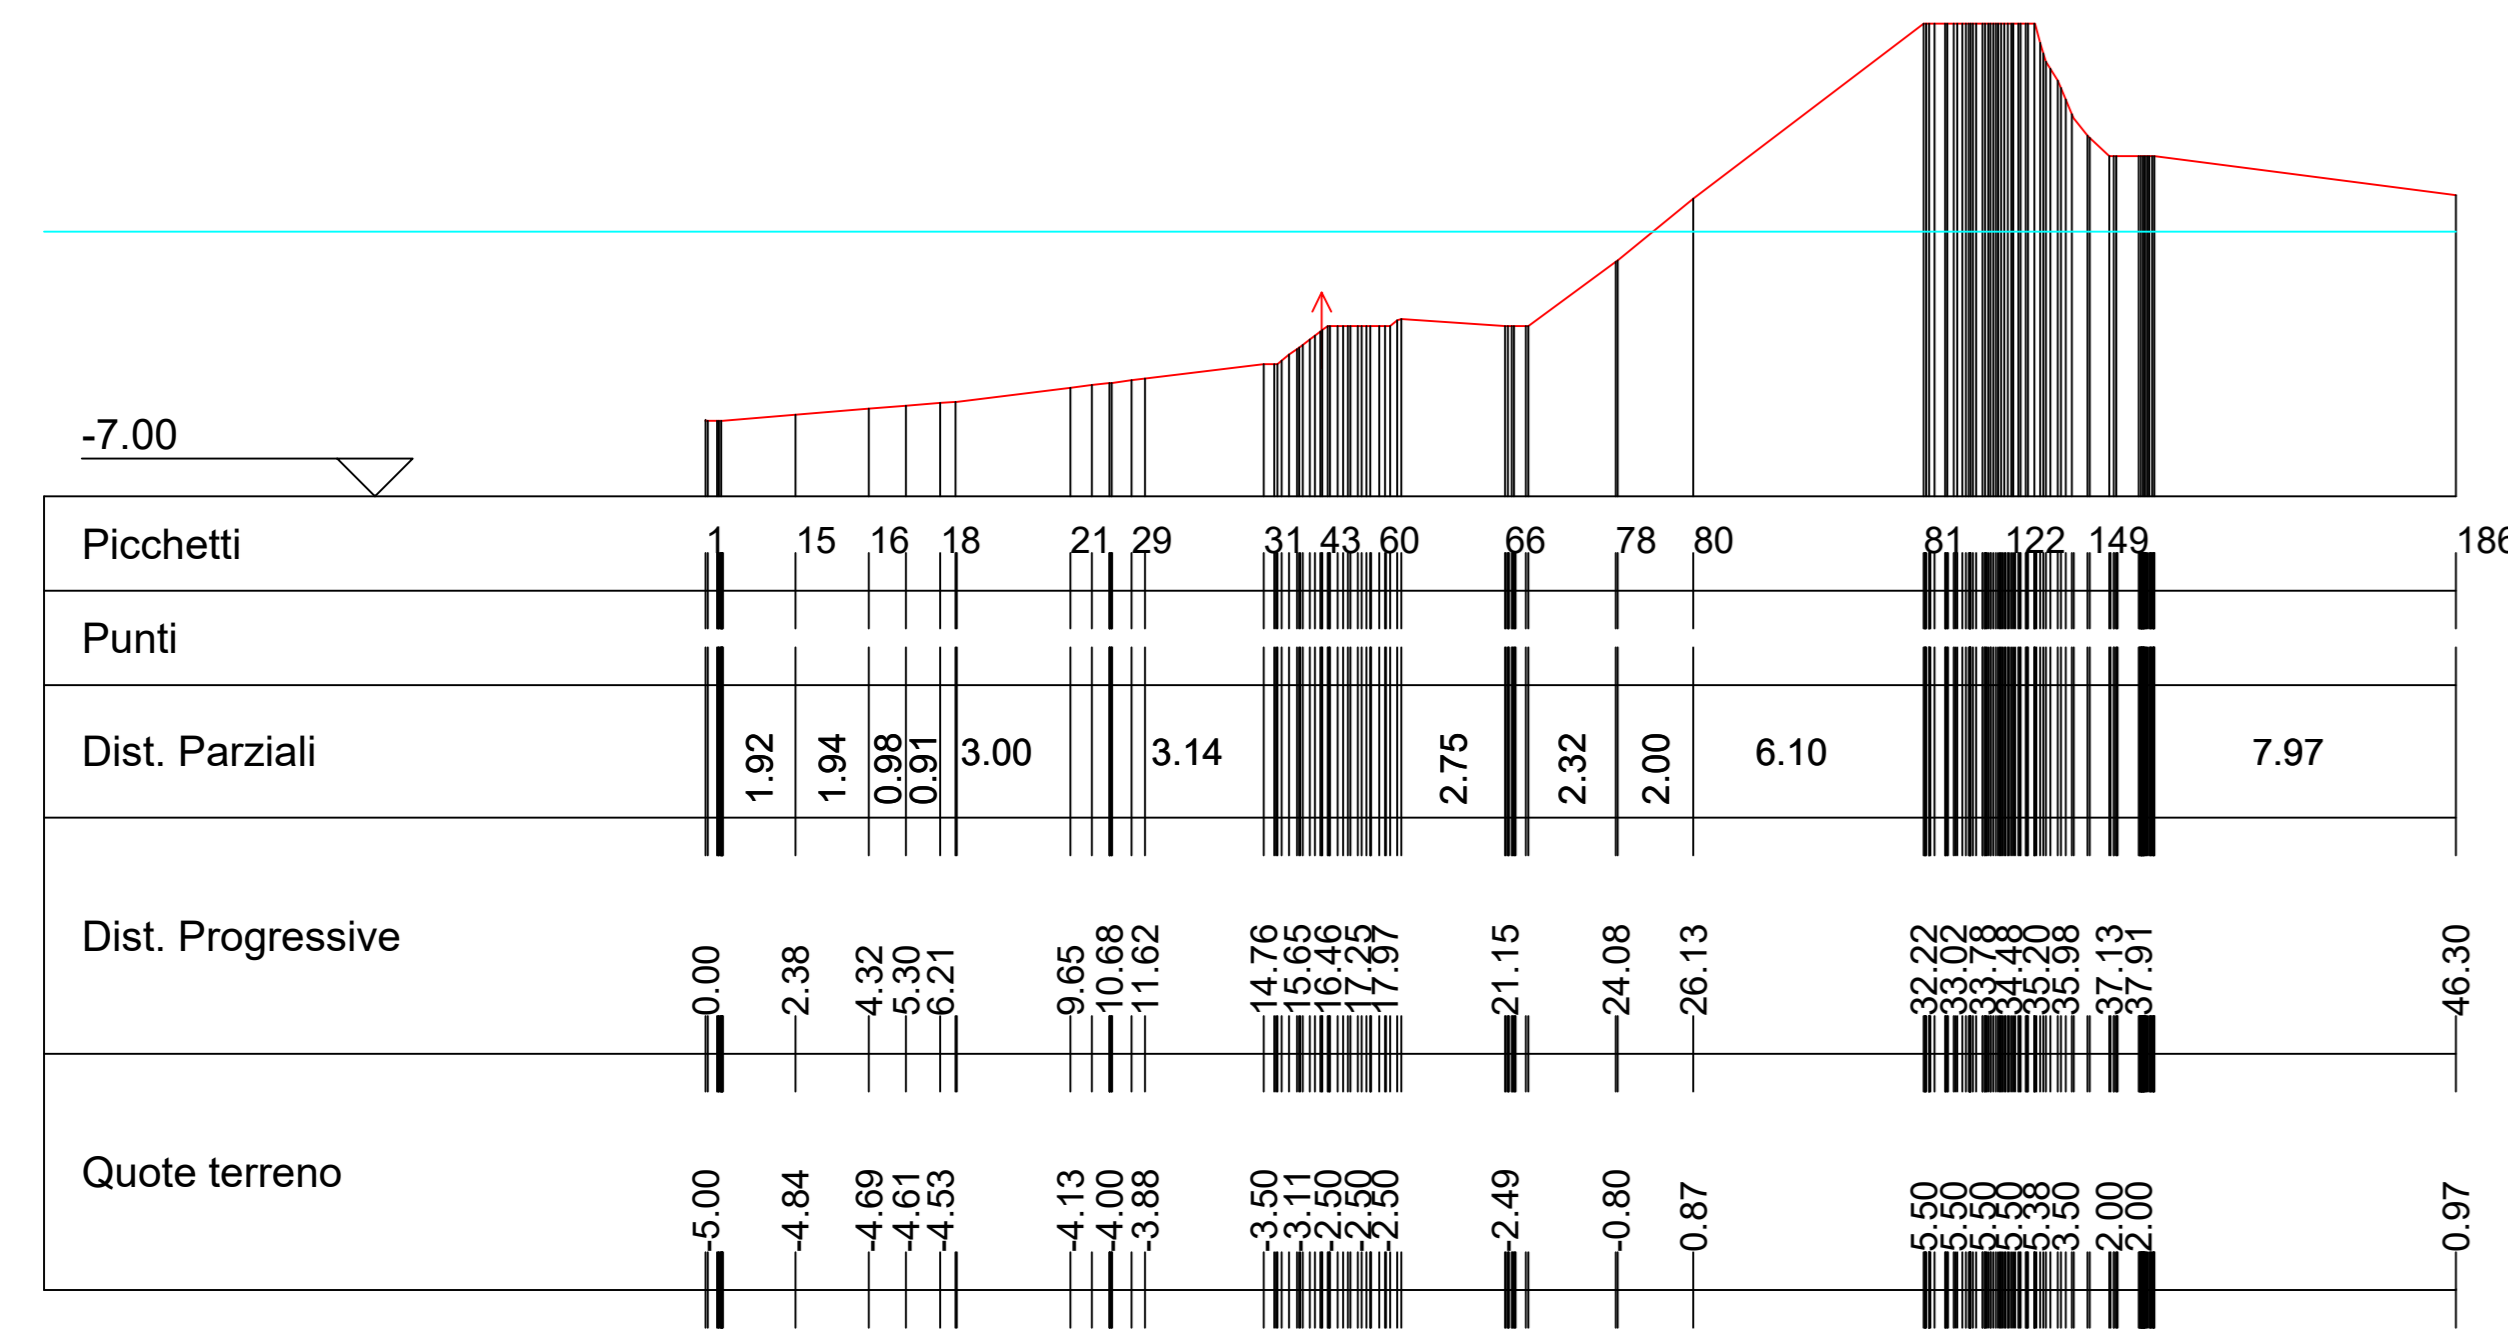 -7.00
Picchetti 1 15 16 18 21 29 31 43 60 66 78 80 81 122 149 186
Punti
Dist. Parziali 1.92 1.94 0.98 0.91 3.00 3.14 2.75 2.32 2.00 6.10 7.97
Dist. Progressive 0.00 2.38 4.32 5.30 6.21 9.65 10.68 11.62 14.76 15.65 16.46 17.25 17.97 21.15 24.08 26.13 32.22 33.02 33.78 34.48 35.20 35.98 37.13 37.91 46.30
Quote terreno -5.00 -4.84 -4.69 -4.61 -4.53 -4.13 -4.00 -3.88 -3.50 -3.11 -2.50 -2.50 -2.50 -2.49 -0.80 0.87 5.50 5.50 5.50 5.50 5.38 3.50 2.00 2.00 0.97